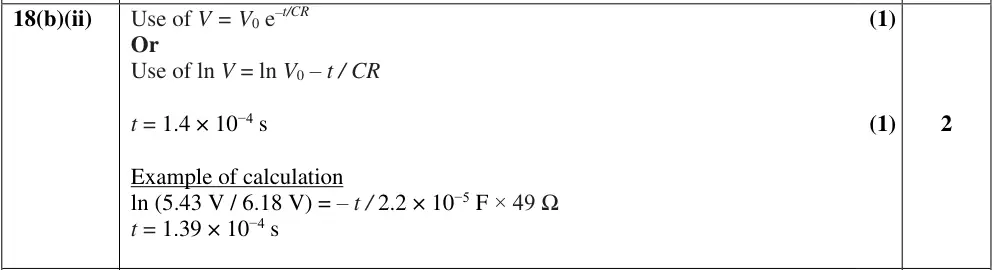 18(b)(ii) Use of V = V₀ e^–t/CR (1)
Or
Use of ln V = ln V₀ – t / CR
t = 1.4 × 10⁻⁴ s (1) 2
Example of calculation
ln (5.43 V / 6.18 V) = – t / 2.2 × 10⁻⁵ F × 49 Ω
t = 1.39 × 10⁻⁴ s